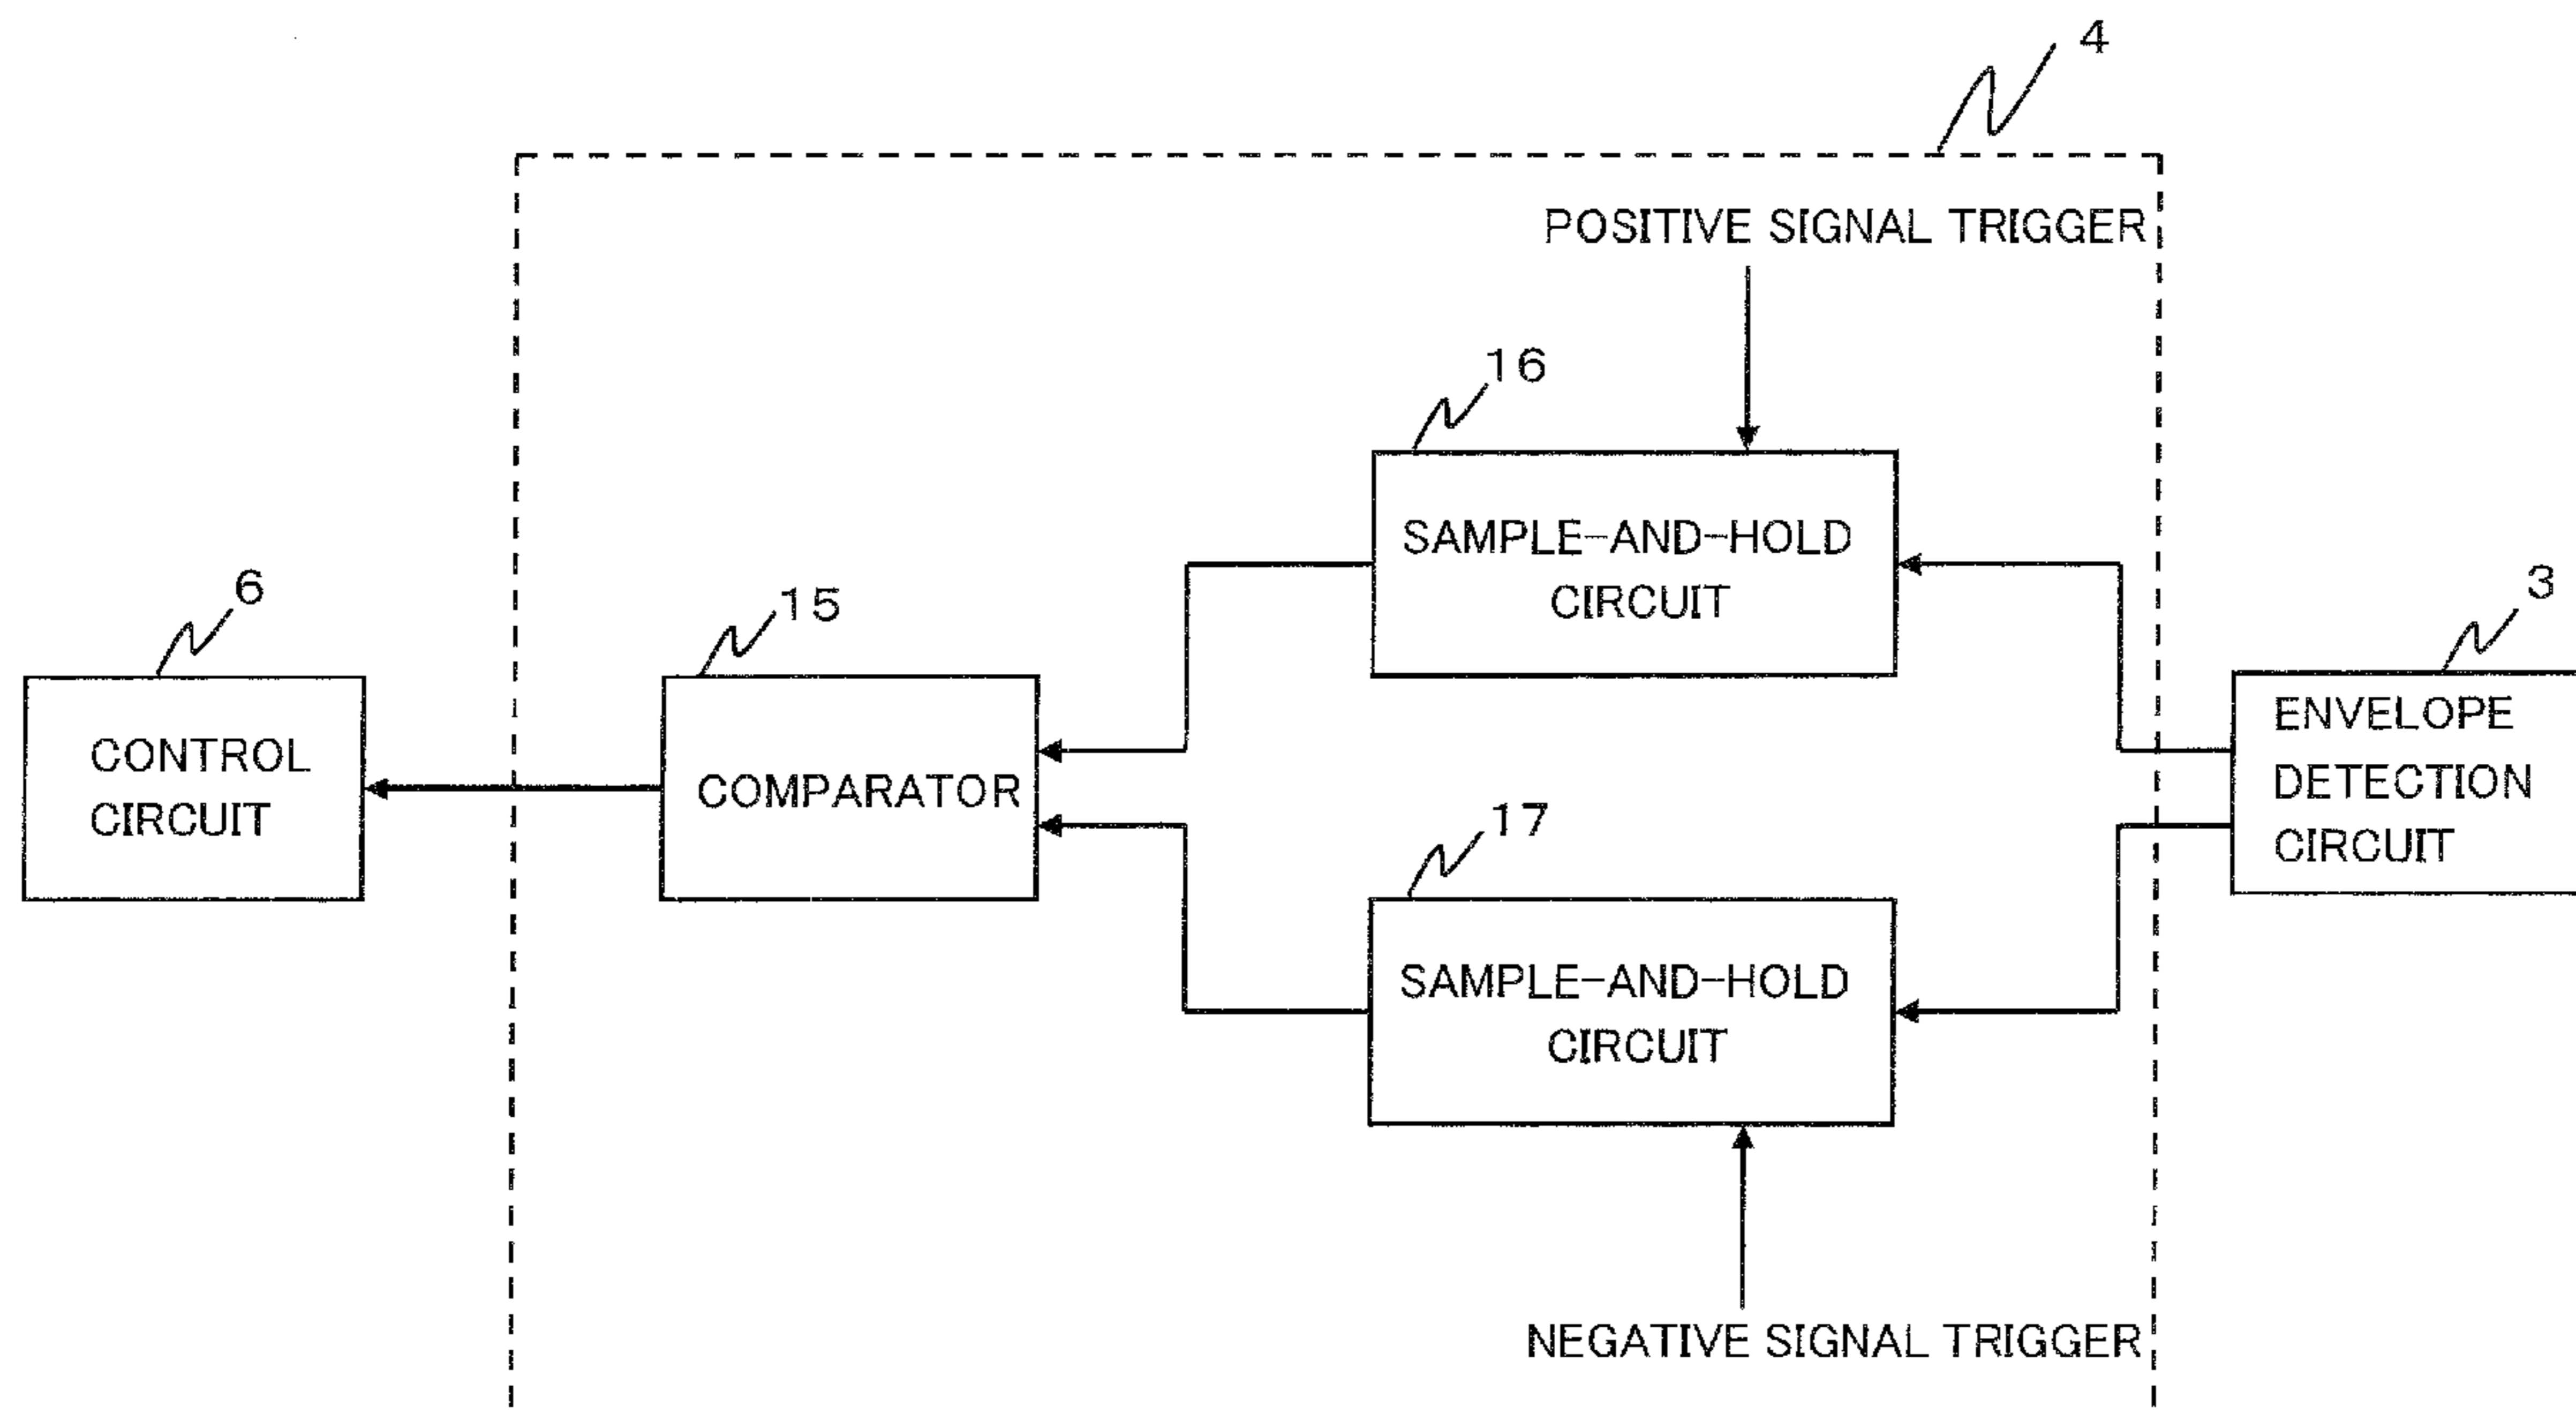 4
POSITIVE SIGNAL TRIGGER
16
SAMPLE-AND-HOLD
CIRCUIT
6
CONTROL
CIRCUIT
15
COMPARATOR
3
ENVELOPE
DETECTION
CIRCUIT
17
SAMPLE-AND-HOLD
CIRCUIT
NEGATIVE SIGNAL TRIGGER